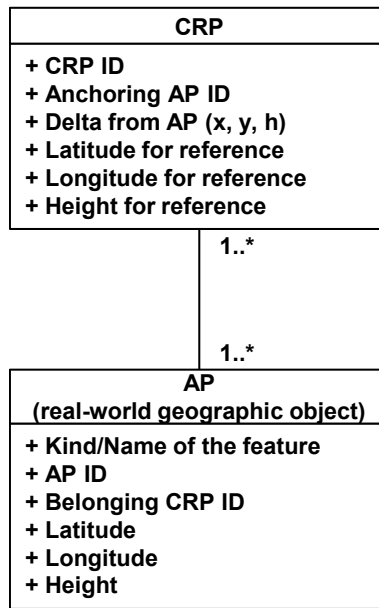 CRP
+ CRP ID
+ Anchoring AP ID
+ Delta from AP (x, y, h)
+ Latitude for reference
+ Longitude for reference
+ Height for reference
1..*
1..*
AP
(real-world geographic object)
+ Kind/Name of the feature
+ AP ID
+ Belonging CRP ID
+ Latitude
+ Longitude
+ Height